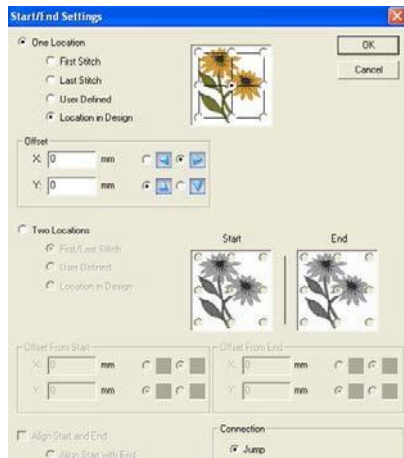 Start/End Settings
One Location
First Stitch
Last Stitch
User Defined
Location in Design
OK
Cancel
Offset
X: 0 mm
Y: 0 mm
Two Locations
First/Last Stitch
User Defined
Location in Design
Start
End
Offset From Start
X: 0 mm
Y: 0 mm
Offset From End
X: 0 mm
Y: 0 mm
Align Start and End
Align Start with End
Connection
Jump